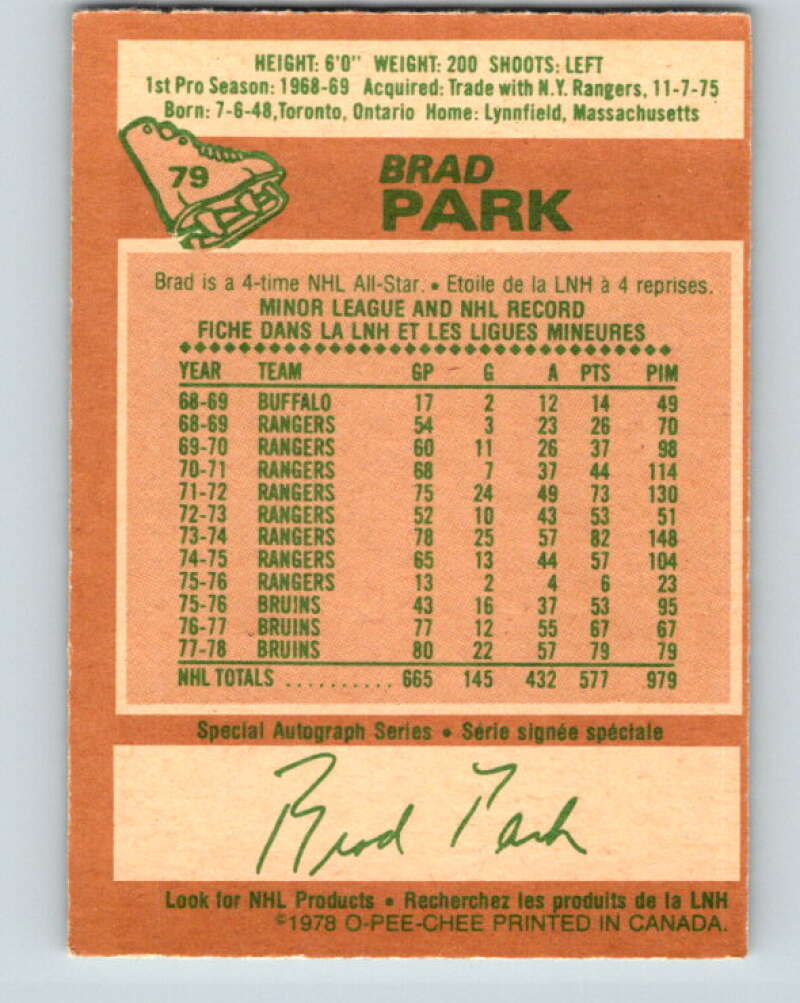 HEIGHT: 6'0" WEIGHT: 200 SHOOTS: LEFT
1st Pro Season: 1968-69 Acquired: Trade with N.Y. Rangers, 11-7-75
Born: 7-6-48, Toronto, Ontario Home: Lynnfield, Massachusetts
79
BRAD
PARK
Brad is a 4-time NHL All-Star. • Etoile de la LNH à 4 reprises.
MINOR LEAGUE AND NHL RECORD
FICHE DANS LA LNH ET LES LIGUES MINEURES
YEAR TEAM GP G A PTS PIM
68-69 BUFFALO 17 2 12 14 49
68-69 RANGERS 54 3 23 26 70
69-70 RANGERS 60 11 26 37 98
70-71 RANGERS 68 7 37 44 114
71-72 RANGERS 75 24 49 73 130
72-73 RANGERS 52 10 43 53 51
73-74 RANGERS 78 25 57 82 148
74-75 RANGERS 65 13 44 57 104
75-76 RANGERS 13 2 4 6 23
75-76 BRUINS 43 16 37 53 95
76-77 BRUINS 77 12 55 67 67
77-78 BRUINS 80 22 57 79 79
NHL TOTALS .......... 665 145 432 577 979
Special Autograph Series • Série signée spéciale
Brad Park
Look for NHL Products • Recherchez les produits de la LNH
©1978 O-PEE-CHEE PRINTED IN CANADA.